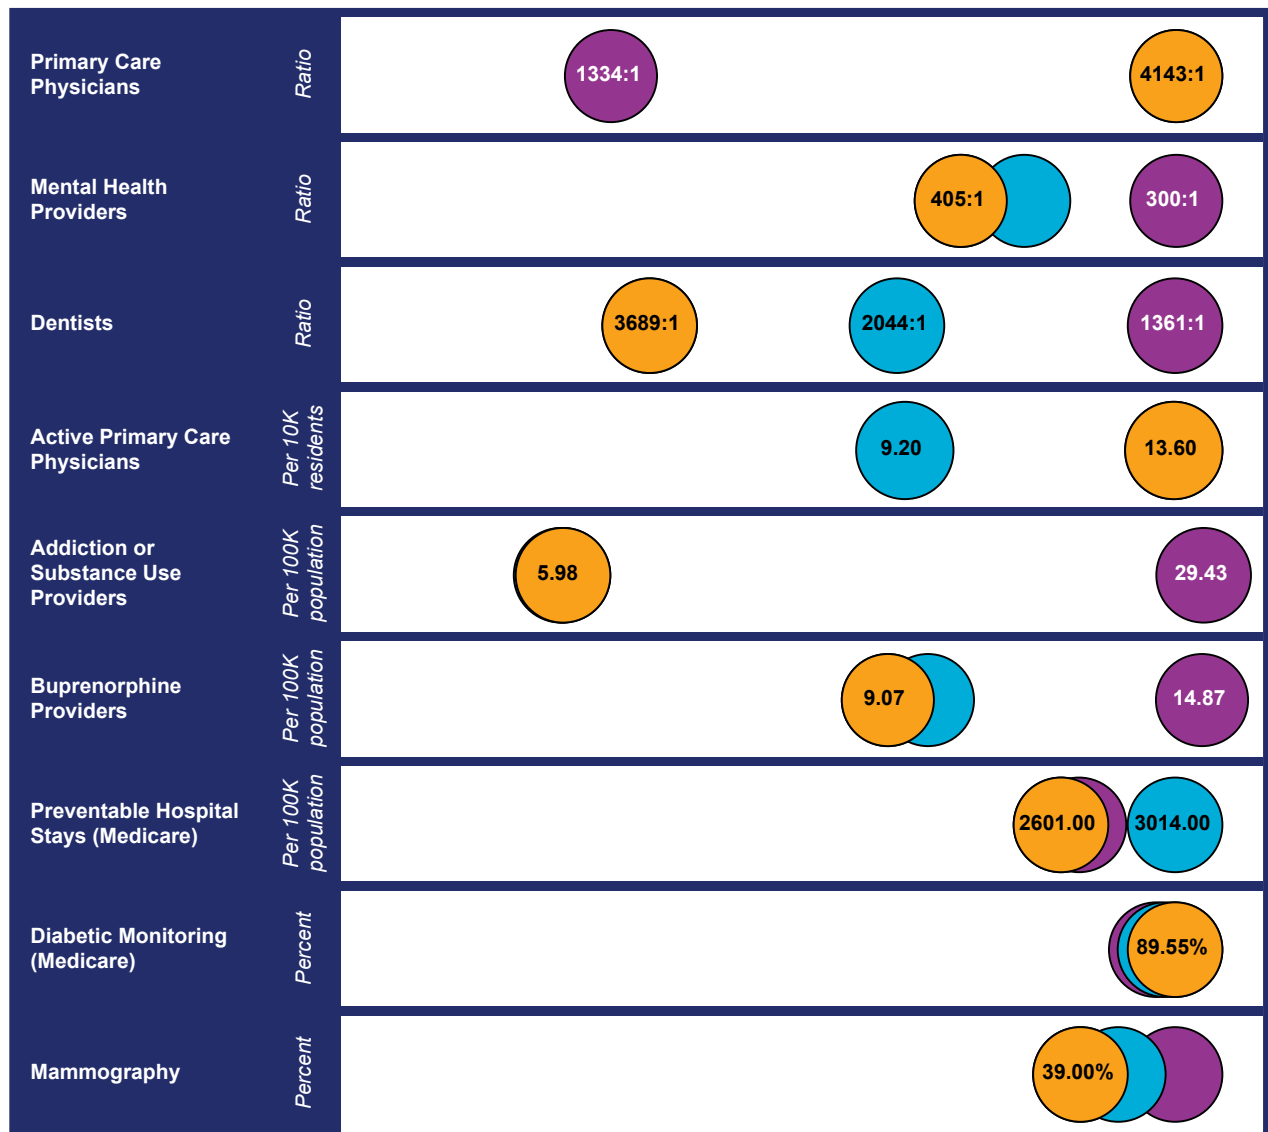 Primary Care
Physicians
Ratio
1334:1
4143:1
Mental Health
Providers
Ratio
405:1
300:1
Dentists
Ratio
3689:1
2044:1
1361:1
Active Primary Care
Physicians
Per 10K
residents
9.20
13.60
Addiction or
Substance Use
Providers
Per 100K
population
5.98
29.43
Buprenorphine
Providers
Per 100K
population
9.07
14.87
Preventable Hospital
Stays (Medicare)
Per 100K
population
2601.00
3014.00
Diabetic Monitoring
(Medicare)
Percent
89.55%
Mammography
Percent
39.00%